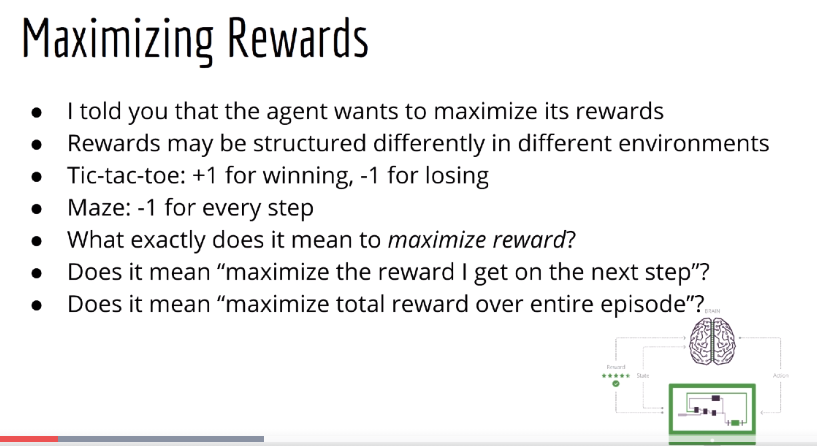 Maximizing Rewards
● I told you that the agent wants to maximize its rewards
● Rewards may be structured differently in different environments
● Tic-tac-toe: +1 for winning, -1 for losing
● Maze: -1 for every step
● What exactly does it mean to maximize reward?
● Does it mean “maximize the reward I get on the next step”?
● Does it mean “maximize total reward over entire episode”?
BRAIN
Reward
State
Action